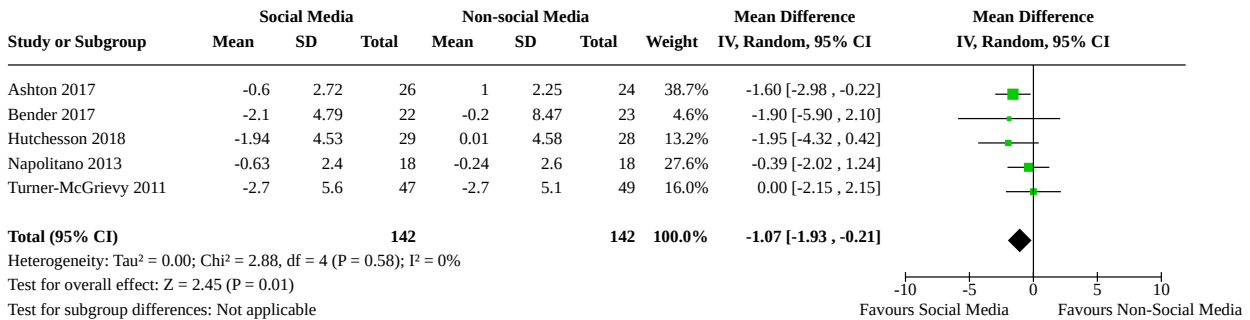 Social Media Non-social Media Mean Difference Mean Difference
Study or Subgroup Mean SD Total Mean SD Total Weight IV, Random, 95% CI IV, Random, 95% CI
Ashton 2017 -0.6 2.72 26 1 2.25 24 38.7% -1.60 [-2.98 , -0.22]
Bender 2017 -2.1 4.79 22 -0.2 8.47 23 4.6% -1.90 [-5.90 , 2.10]
Hutchesson 2018 -1.94 4.53 29 0.01 4.58 28 13.2% -1.95 [-4.32 , 0.42]
Napolitano 2013 -0.63 2.4 18 -0.24 2.6 18 27.6% -0.39 [-2.02 , 1.24]
Turner-McGrievy 2011 -2.7 5.6 47 -2.7 5.1 49 16.0% 0.00 [-2.15 , 2.15]
Total (95% CI) 142 142 100.0% -1.07 [-1.93 , -0.21]
Heterogeneity: Tau² = 0.00; Chi² = 2.88, df = 4 (P = 0.58); I² = 0%
Test for overall effect: Z = 2.45 (P = 0.01) -10 -5 0 5 10
Test for subgroup differences: Not applicable Favours Social Media Favours Non-Social Media